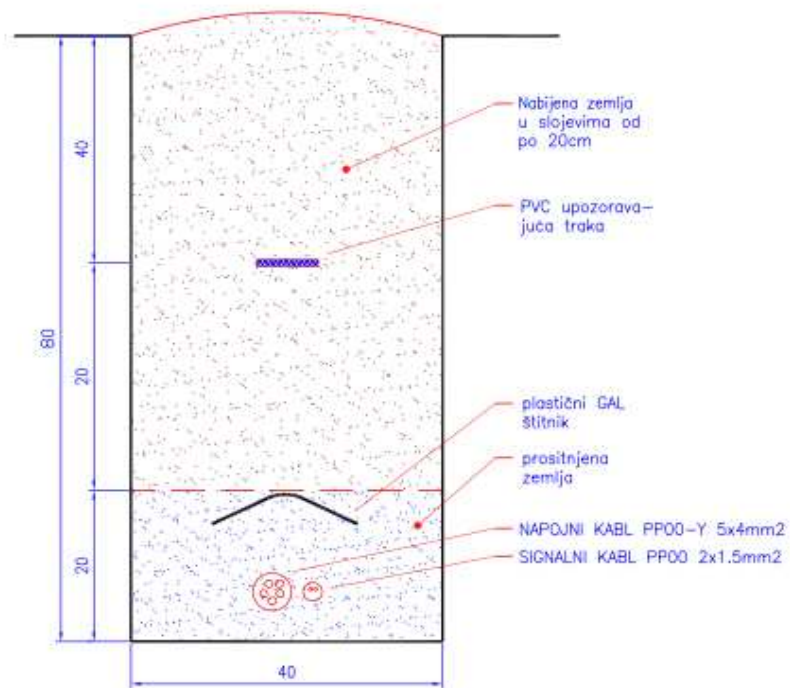 Nabijena zemlja
u slojevima od
po 20cm
PVC upozorava–
juća traka
plastični GAL
štitnik
prositnjena
zemlja
NAPOJNI KABL PP00–Y 5x4mm2
SIGNALNI KABL PP00 2x1.5mm2
40
80
20
20
40